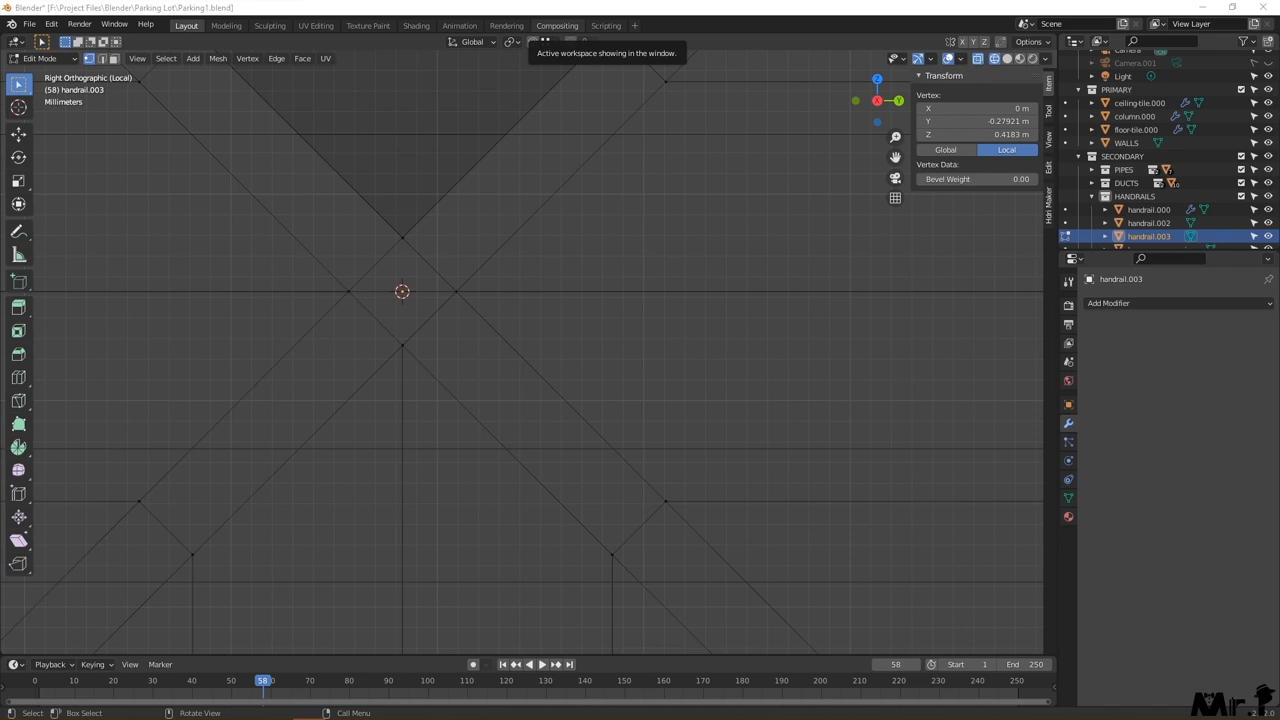 Blender* [F:\Project Files\Blender\Parking Lot\Parking1.blend]
File Edit Render Window Help Layout Modeling Sculpting UV Editing Texture Paint Shading Animation Rendering Compositing Scripting + Scene View Layer
Global X Y Z Options
Active workspace showing in the window.
Edit Mode View Select Add Mesh Vertex Edge Face UV
Right Orthographic (Local)
(58) handrail.003
Millimeters
Transform
Vertex:
X 0 m
Y -0.27921 m
Z 0.4183 m
Global Local
Vertex Data:
Bevel Weight 0.00
Z
X Y
Item
Tool
View
Edit
Hdri Maker
Camera
Camera.001
Light
PRIMARY
ceiling-tile.000
column.000
floor-tile.000
WALLS
SECONDARY
PIPES
DUCTS
HANDRAILS
handrail.000
handrail.002
handrail.003
handrail.003
Add Modifier
Playback Keying View Marker 58 Start 1 End 250
0 10 20 30 40 50 58 70 80 90 100 110 120 130 140 150 160 170 180 190 200 210 220 230 240 250
Select Box Select Rotate View Call Menu
Mr.